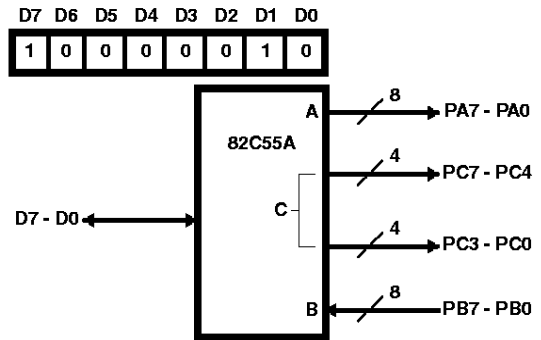 D7 D6 D5 D4 D3 D2 D1 D0
1 0 0 0 0 0 1 0
8
A PA7 - PA0
82C55A
4
PC7 - PC4
C
D7 - D0
4
PC3 - PC0
8
B PB7 - PB0